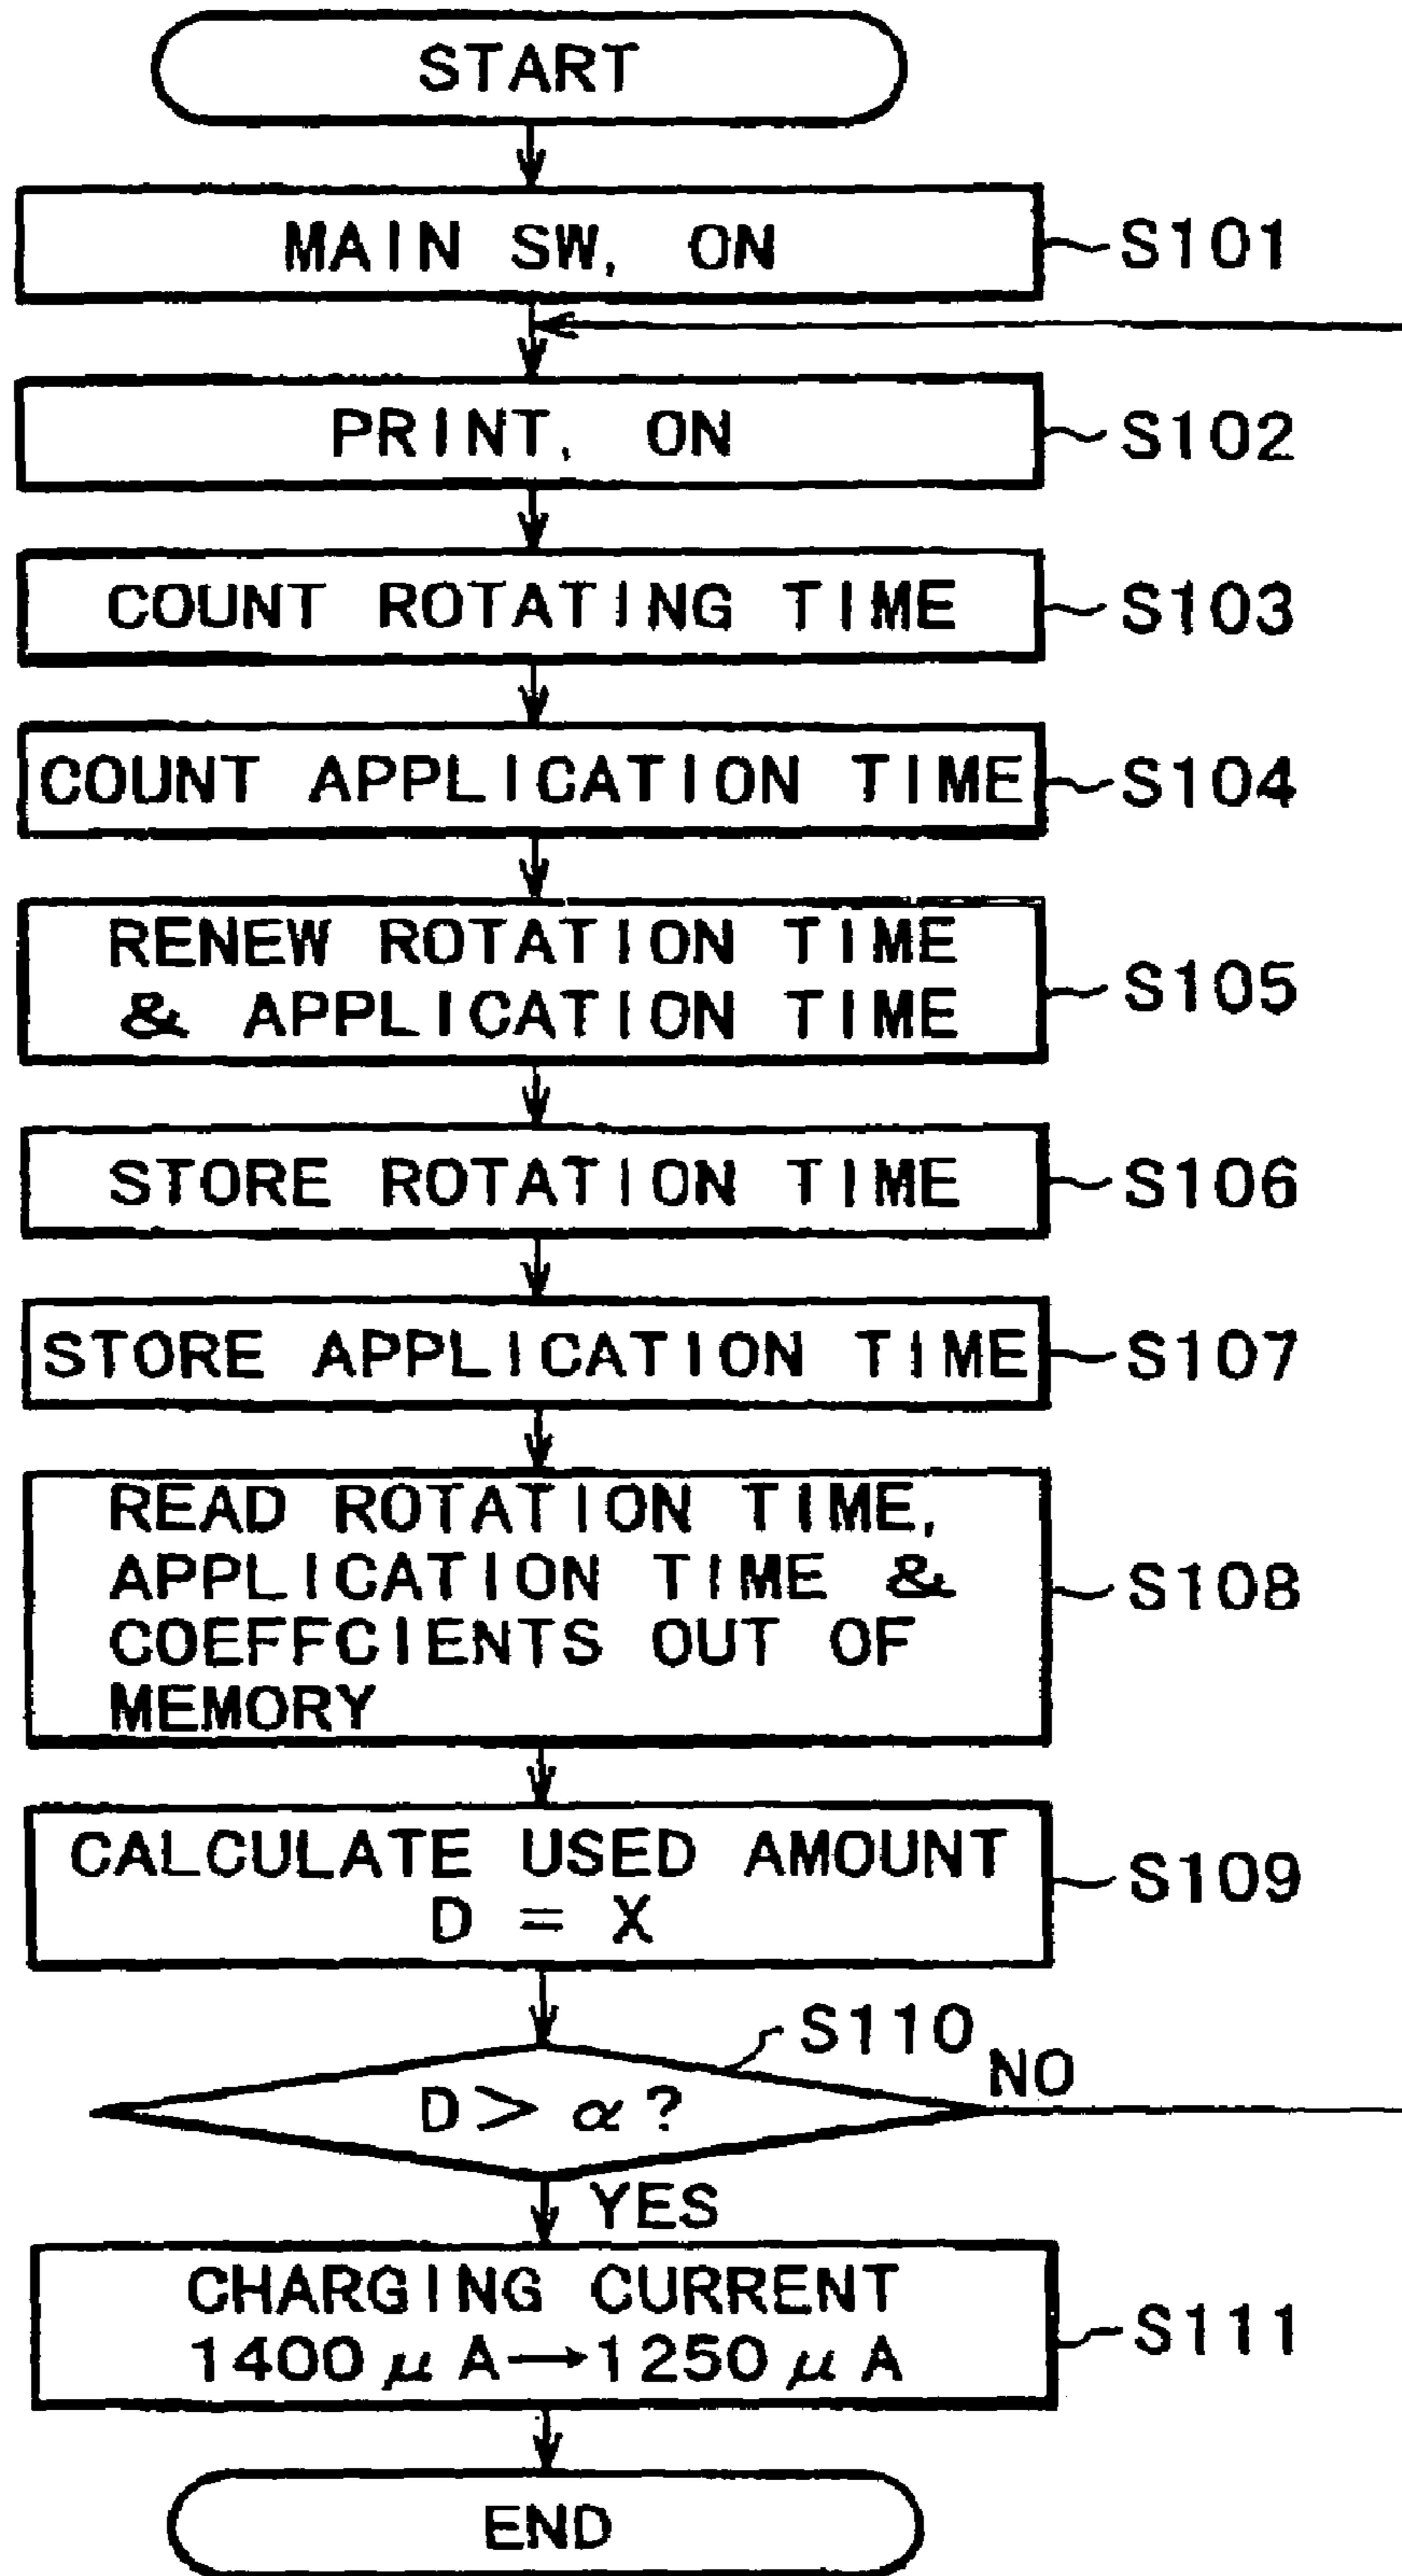 START
MAIN SW, ON
S101
PRINT, ON
S102
COUNT ROTATING TIME
S103
COUNT APPLICATION TIME
S104
RENEW ROTATION TIME
& APPLICATION TIME
S105
STORE ROTATION TIME
S106
STORE APPLICATION TIME
S107
READ ROTATION TIME,
APPLICATION TIME &
COEFFCIENTS OUT OF
MEMORY
S108
CALCULATE USED AMOUNT
D = X
S109
S110
D > α ?
NO
YES
CHARGING CURRENT
1400 μ A→1250 μ A
S111
END